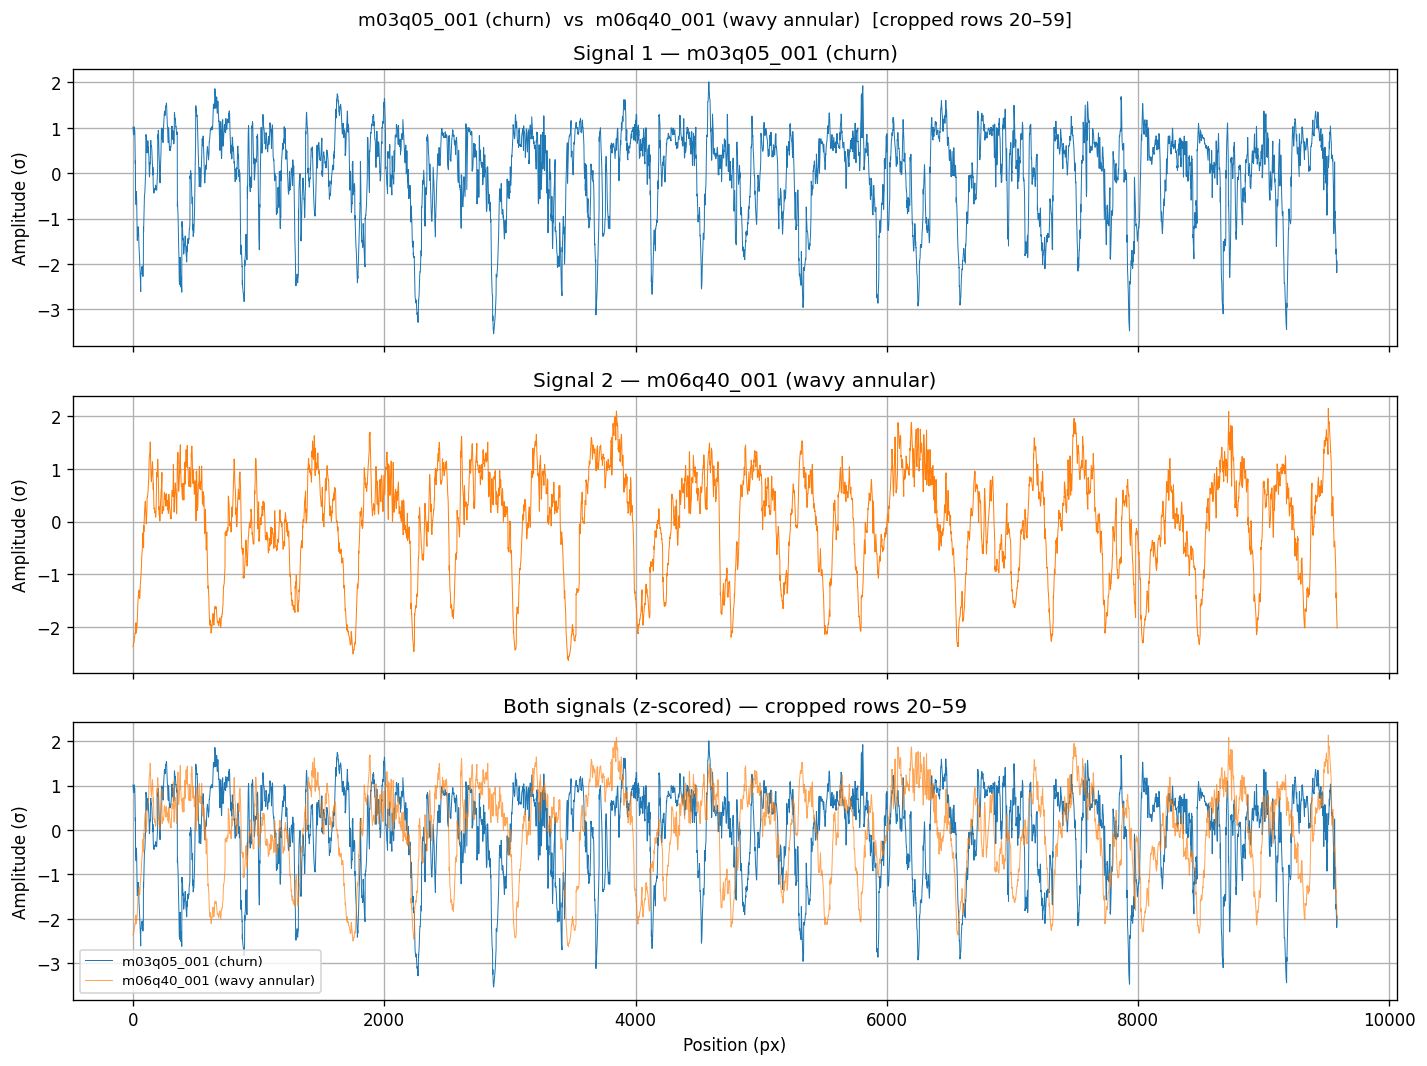 m03q05_001 (churn)  vs  m06q40_001 (wavy annular)  [cropped rows 20–59]
Signal 1 — m03q05_001 (churn)
2
1
0
−1
−2
−3
Amplitude (σ)
Signal 2 — m06q40_001 (wavy annular)
2
1
0
−1
−2
Amplitude (σ)
Both signals (z-scored) — cropped rows 20–59
2
1
0
−1
−2
−3
Amplitude (σ)
m03q05_001 (churn)
m06q40_001 (wavy annular)
0 2000 4000 6000 8000 10000
Position (px)